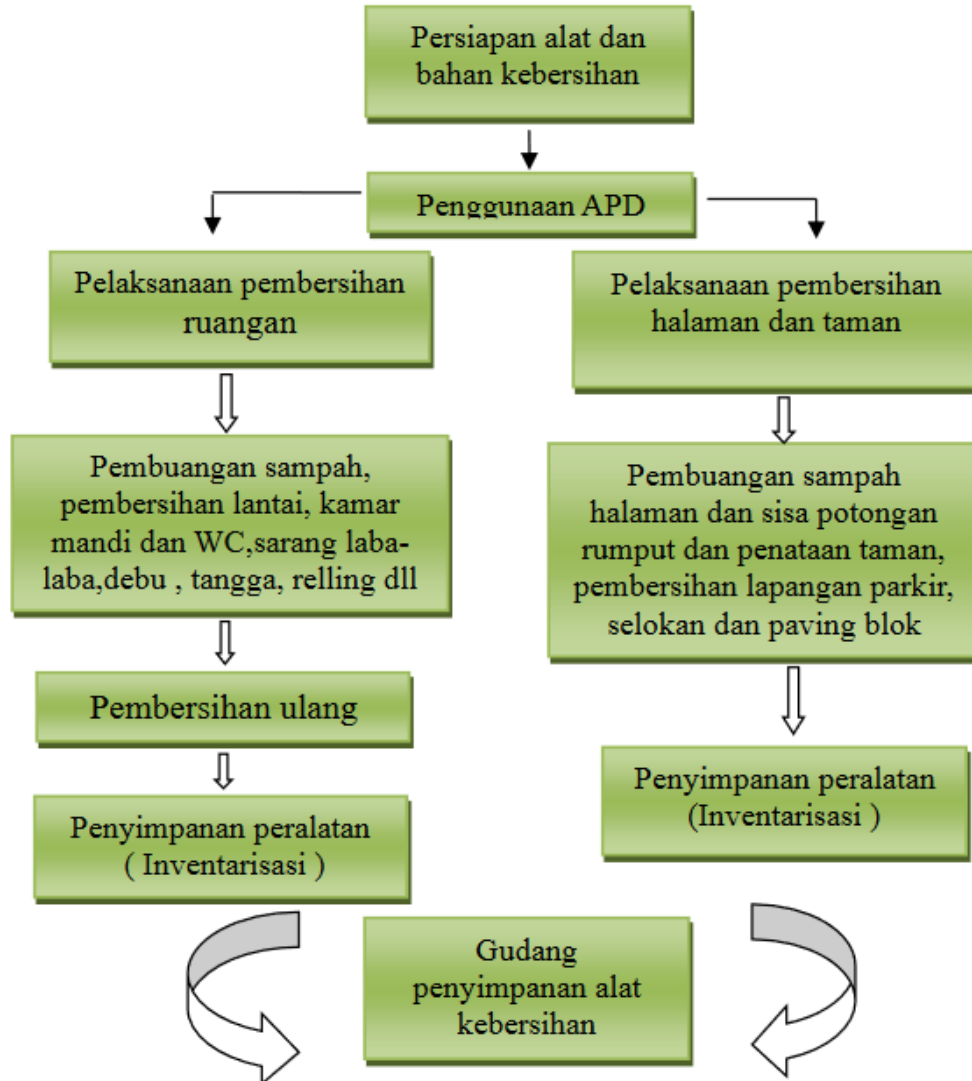 Persiapan alat dan
bahan kebersihan
Penggunaan APD
Pelaksanaan pembersihan
ruangan
Pelaksanaan pembersihan
halaman dan taman
Pembuangan sampah,
pembersihan lantai, kamar
mandi dan WC,sarang laba-
laba,debu , tangga, relling dll
Pembuangan sampah
halaman dan sisa potongan
rumput dan penataan taman,
pembersihan lapangan parkir,
selokan dan paving blok
Pembersihan ulang
Penyimpanan peralatan
( Inventarisasi )
Penyimpanan peralatan
(Inventarisasi )
Gudang
penyimpanan alat
kebersihan